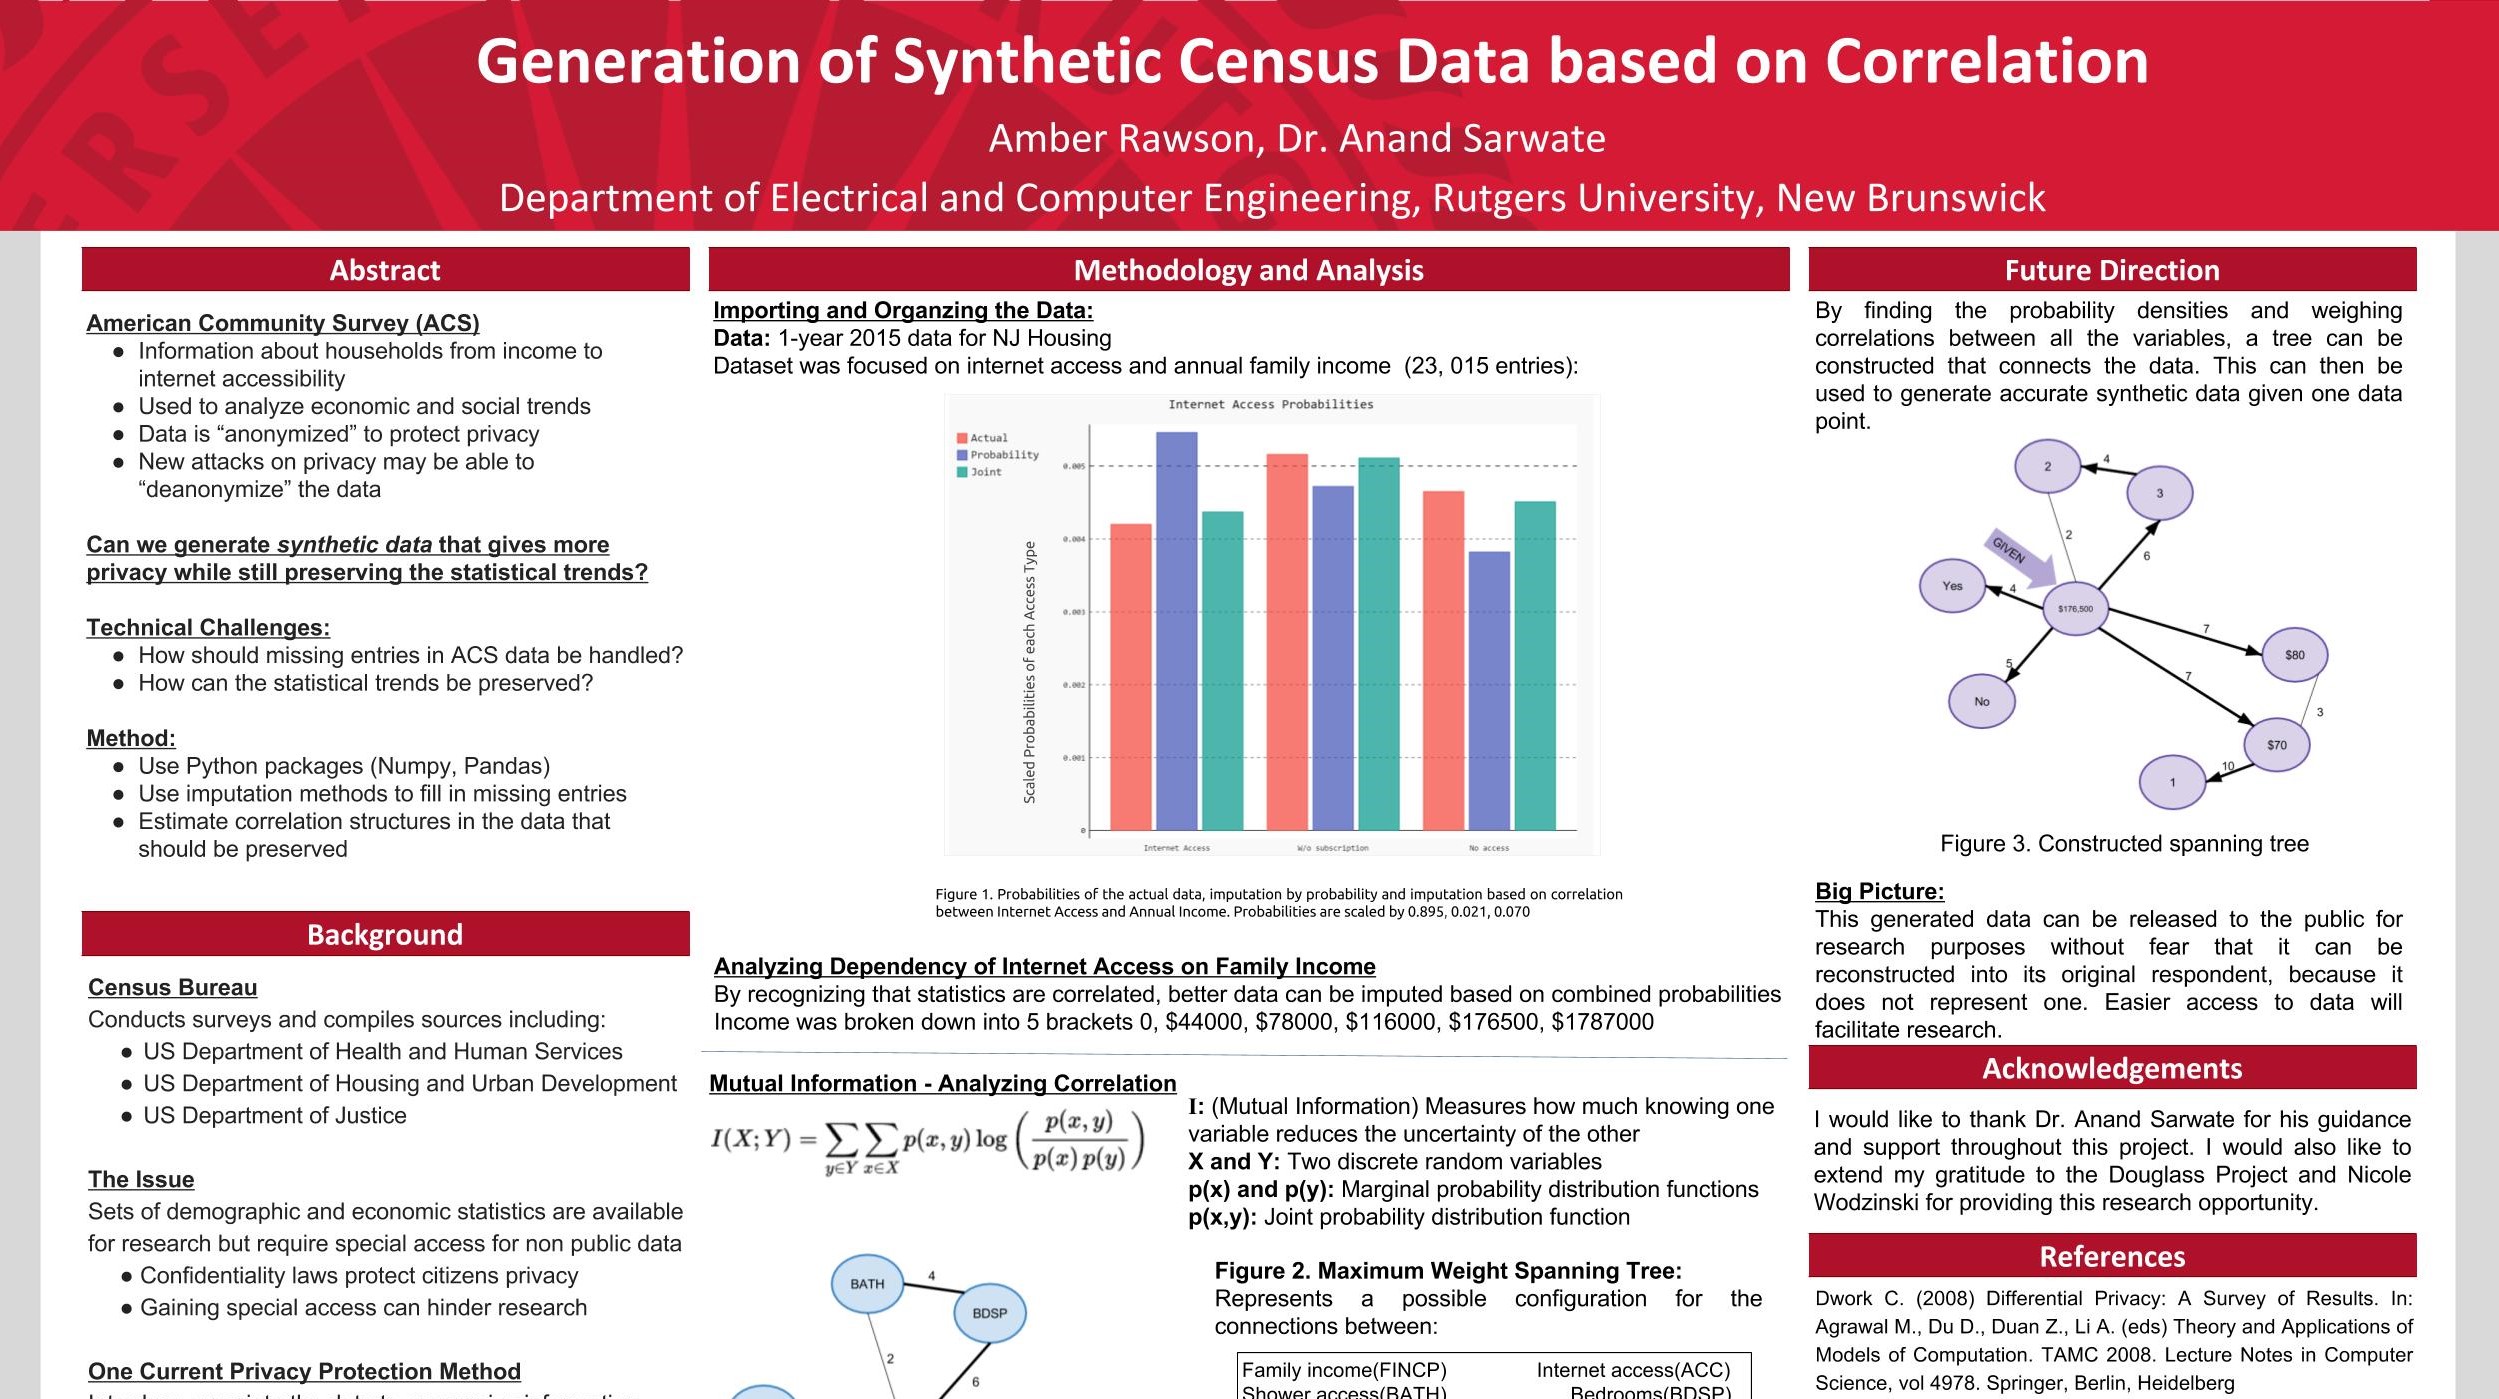 Generation of Synthetic Census Data based on Correlation
Amber Rawson, Dr. Anand Sarwate
Department of Electrical and Computer Engineering, Rutgers University, New Brunswick
Abstract
American Community Survey (ACS)
● Information about households from income to
internet accessibility
● Used to analyze economic and social trends
● Data is “anonymized” to protect privacy
● New attacks on privacy may be able to
“deanonymize” the data
Can we generate synthetic data that gives more
privacy while still preserving the statistical trends?
Technical Challenges:
● How should missing entries in ACS data be handled?
● How can the statistical trends be preserved?
Method:
● Use Python packages (Numpy, Pandas)
● Use imputation methods to fill in missing entries
● Estimate correlation structures in the data that
should be preserved
Background
Census Bureau
Conducts surveys and compiles sources including:
● US Department of Health and Human Services
● US Department of Housing and Urban Development
● US Department of Justice
The Issue
Sets of demographic and economic statistics are available
for research but require special access for non public data
● Confidentiality laws protect citizens privacy
● Gaining special access can hinder research
One Current Privacy Protection Method
Methodology and Analysis
Importing and Organzing the Data:
Data: 1-year 2015 data for NJ Housing
Dataset was focused on internet access and annual family income (23, 015 entries):
Internet Access Probabilities
Actual
Probability
Joint
Scaled Probabilities of each Access Type
0.005
0.004
0.003
0.002
0.001
0
Internet Access W/o subscription No access
Figure 1. Probabilities of the actual data, imputation by probability and imputation based on correlation
between Internet Access and Annual Income. Probabilities are scaled by 0.895, 0.021, 0.070
Analyzing Dependency of Internet Access on Family Income
By recognizing that statistics are correlated, better data can be imputed based on combined probabilities
Income was broken down into 5 brackets 0, $44000, $78000, $116000, $176500, $1787000
Mutual Information - Analyzing Correlation
I(X;Y) = ∑y∈Y ∑x∈X p(x, y) log ( p(x, y) / p(x) p(y) )
I: (Mutual Information) Measures how much knowing one
variable reduces the uncertainty of the other
X and Y: Two discrete random variables
p(x) and p(y): Marginal probability distribution functions
p(x,y): Joint probability distribution function
BATH
4
BDSP
2
6
Figure 2. Maximum Weight Spanning Tree:
Represents a possible configuration for the
connections between:
Family income(FINCP) Internet access(ACC)
Shower access(BATH) Bedrooms(BDSP)
Future Direction
By finding the probability densities and weighing
correlations between all the variables, a tree can be
constructed that connects the data. This can then be
used to generate accurate synthetic data given one data
point.
2
4
3
2
6
GIVEN
Yes
4
$176,500
7
$80
5
7
No
3
$70
10
1
Figure 3. Constructed spanning tree
Big Picture:
This generated data can be released to the public for
research purposes without fear that it can be
reconstructed into its original respondent, because it
does not represent one. Easier access to data will
facilitate research.
Acknowledgements
I would like to thank Dr. Anand Sarwate for his guidance
and support throughout this project. I would also like to
extend my gratitude to the Douglass Project and Nicole
Wodzinski for providing this research opportunity.
References
Dwork C. (2008) Differential Privacy: A Survey of Results. In:
Agrawal M., Du D., Duan Z., Li A. (eds) Theory and Applications of
Models of Computation. TAMC 2008. Lecture Notes in Computer
Science, vol 4978. Springer, Berlin, Heidelberg